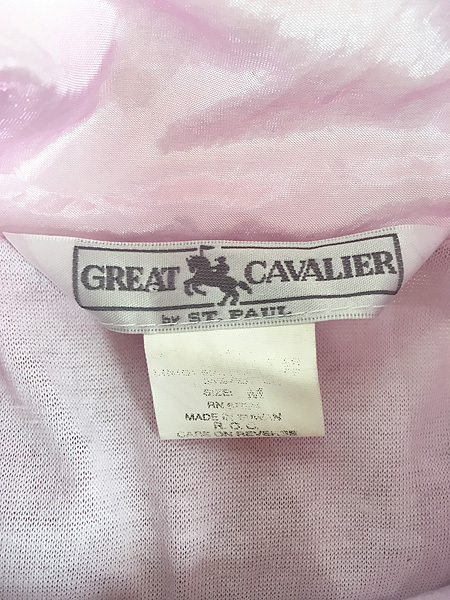 GREAT CAVALIER
by ST. PAUL
SIZE: M
RN
MADE IN TAIWAN
R. O. C.
CARE ON REVERSE